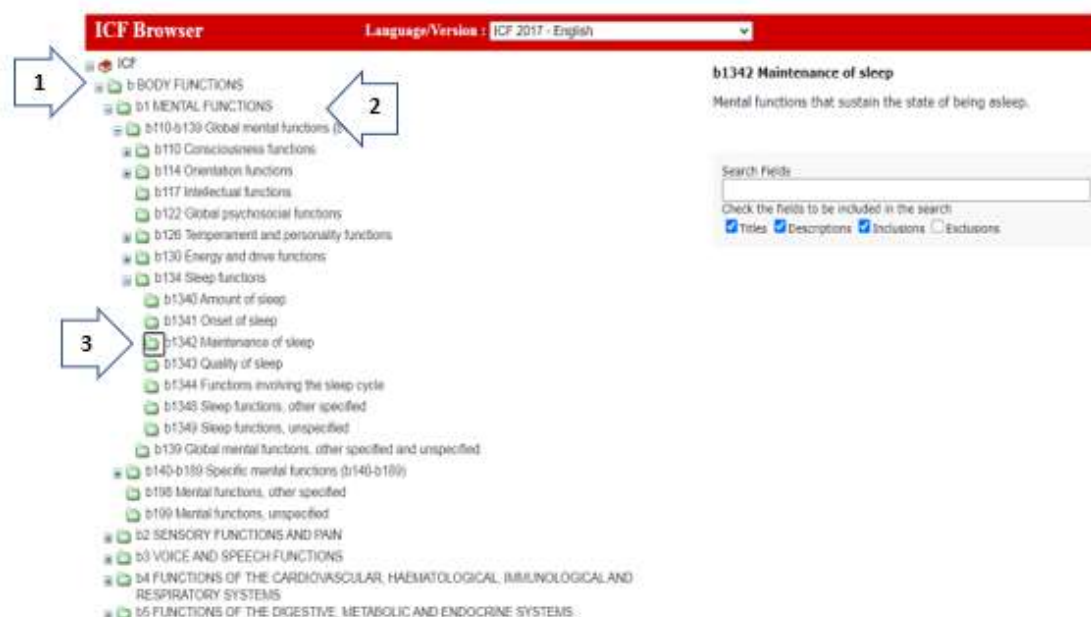 ICF Browser
Language/Version : ICF 2017 - English
ICF
1
b BODY FUNCTIONS
b1 MENTAL FUNCTIONS
2
b110-b139 Global mental functions
b110 Consciousness functions
b114 Orientation functions
b117 Intellectual functions
b122 Global psychosocial functions
b126 Temperament and personality functions
b130 Energy and drive functions
b134 Sleep functions
b1340 Amount of sleep
b1341 Onset of sleep
3
b1342 Maintenance of sleep
b1343 Quality of sleep
b1344 Functions involving the sleep cycle
b1348 Sleep functions, other specified
b1349 Sleep functions, unspecified
b139 Global mental functions, other specified and unspecified
b140-b189 Specific mental functions (b140-b189)
b198 Mental functions, other specified
b199 Mental functions, unspecified
b2 SENSORY FUNCTIONS AND PAIN
b3 VOICE AND SPEECH FUNCTIONS
b4 FUNCTIONS OF THE CARDIOVASCULAR, HAEMATOLOGICAL, IMMUNOLOGICAL AND
RESPIRATORY SYSTEMS
b5 FUNCTIONS OF THE DIGESTIVE, METABOLIC AND ENDOCRINE SYSTEMS
b1342 Maintenance of sleep
Mental functions that sustain the state of being asleep.
Search Fields
Check the fields to be included in the search
Titles Descriptions Inclusions Exclusions